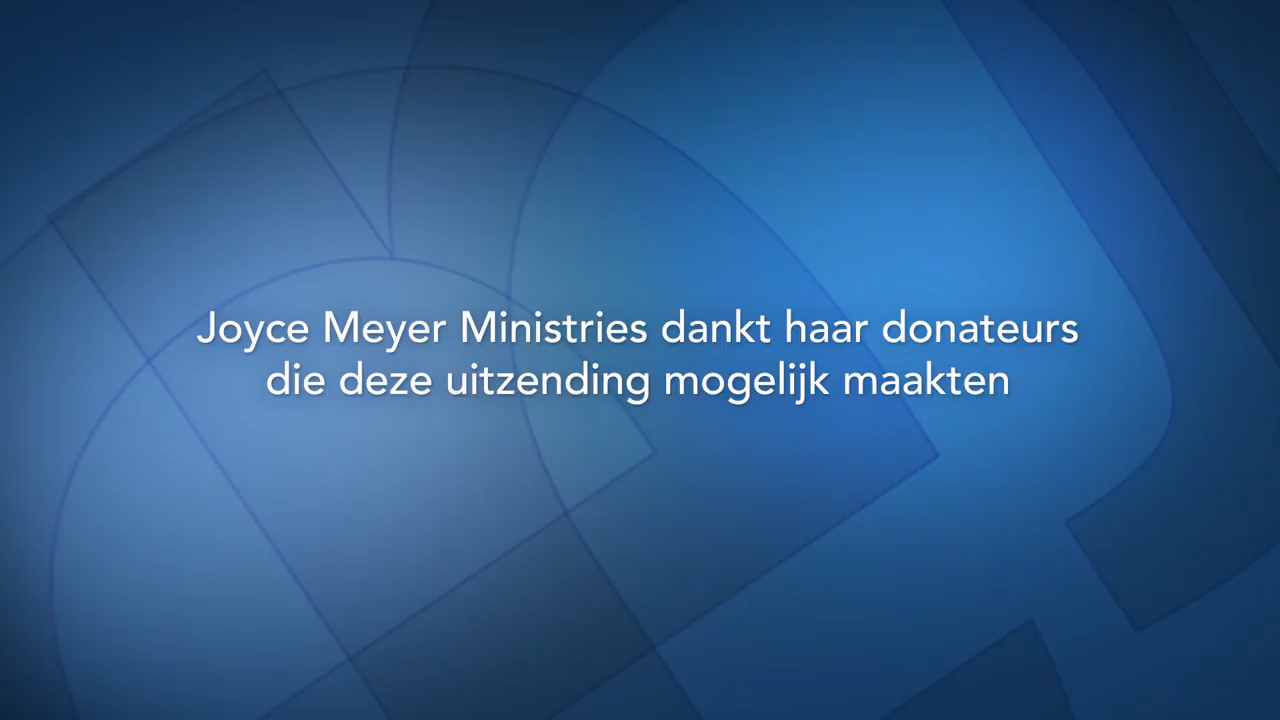 Joyce Meyer Ministries dankt haar donateurs
die deze uitzending mogelijk maakten